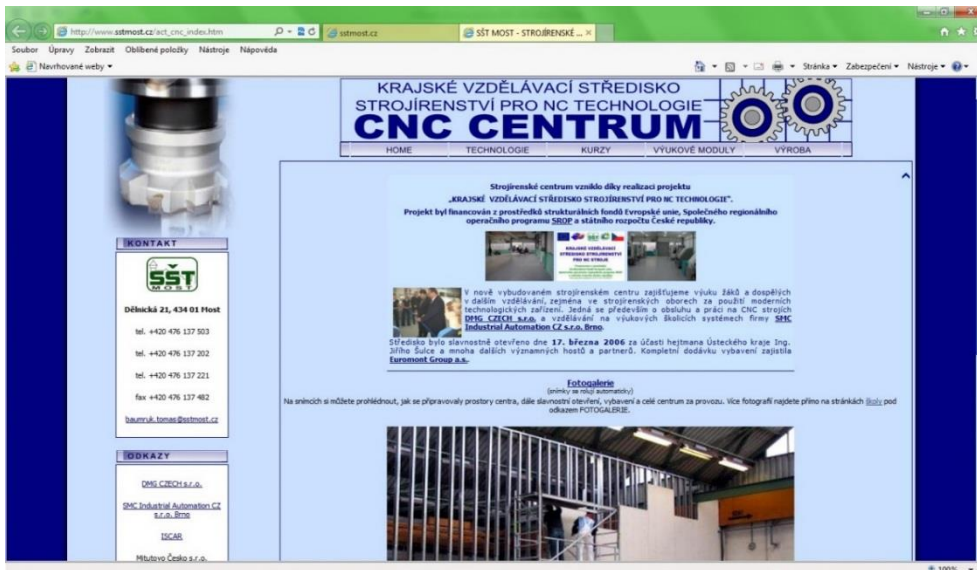 http://www.sstmost.cz/act_cnc_index.htm
sstmost.cz
SŠT MOST - STROJÍRENSKÉ ...
Soubor Úpravy Zobrazit Oblíbené položky Nástroje Nápověda
Navrhované weby
Stránka Zabezpečení Nástroje
KRAJSKÉ VZDĚLÁVACÍ STŘEDISKO
STROJÍRENSTVÍ PRO NC TECHNOLOGIE
CNC CENTRUM
HOME TECHNOLOGIE KURZY VÝUKOVÉ MODULY VÝROBA
Strojírenské centrum vzniklo díky realizaci projektu
„KRAJSKÉ VZDĚLÁVACÍ STŘEDISKO STROJÍRENSTVÍ PRO NC TECHNOLOGIE".
Projekt byl financován z prostředků strukturálních fondů Evropské unie, Společného regionálního
operačního programu SROP a státního rozpočtu České republiky.
KRAJSKÉ VZDĚLÁVACÍ
STŘEDISKO STROJÍRENSTVÍ
PRO NC STROJE
V nově vybudovaném strojírenském centru zajišťujeme výuku žáků a dospělých
v dalším vzdělávání, zejména ve strojírenských oborech za použití moderních
technologických zařízení. Jedná se především o obsluhu a práci na CNC strojích
DMG CZECH s.r.o. a vzdělávání na výukových školicích systémech firmy SMC
Industrial Automation CZ s.r.o. Brno.
Středisko bylo slavnostně otevřeno dne 17. března 2006 za účasti hejtmana Ústeckého kraje Ing.
Jiřího Šulce a mnoha dalších významných hostů a partnerů. Kompletní dodávku vybavení zajistila
Euromont Group a.s..
Fotogalerie
(snímky se rolují automaticky)
Na snímcích si můžete prohlédnout, jak se připravovaly prostory centra, dále slavnostní otevření, vybavení a celé centrum za provozu. Více fotografií najdete přímo na stránkách školy pod
odkazem FOTOGALERIE.
KONTAKT
SŠT
MOST
Dělnická 21, 434 01 Most
tel. +420 476 137 503
tel. +420 476 137 202
tel. +420 476 137 221
fax +420 476 137 482
baumruk.tomas@sstmost.cz
ODKAZY
DMG CZECH s.r.o.
SMC Industrial Automation CZ
s.r.o. Brno
ISCAR
Mitutoyo Česko s.r.o.
100%